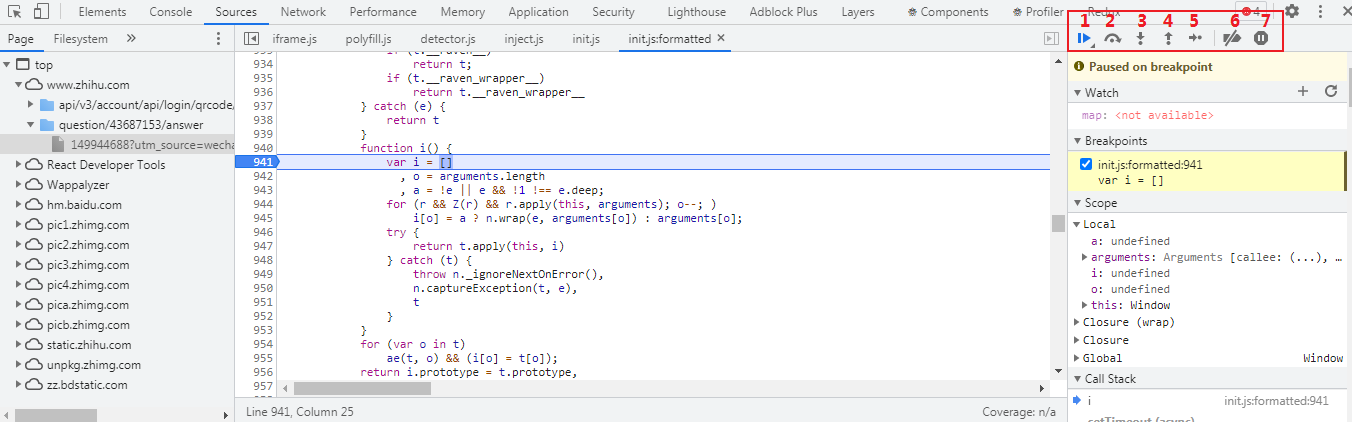 Elements Console Sources Network Performance Memory Application Security Lighthouse Adblock Plus Layers Components Profiler Redux 4
Page Filesystem »
iframe.js polyfill.js detector.js inject.js init.js init.js:formatted
1 2 3 4 5 6 7
top
www.zhihu.com
api/v3/account/api/login/qrcode/
question/43687153/answer
149944688?utm_source=wecha
React Developer Tools
Wappalyzer
hm.baidu.com
pic1.zhimg.com
pic2.zhimg.com
pic3.zhimg.com
pic4.zhimg.com
pica.zhimg.com
picb.zhimg.com
static.zhihu.com
unpkg.zhimg.com
zz.bdstatic.com
933 if (t.__raven__)
934 return t;
935 if (t.__raven_wrapper__)
936 return t.__raven_wrapper__
937 } catch (e) {
938 return t
939 }
940 function i() {
941 var i = []
942 , o = arguments.length
943 , a = !e || e && !1 !== e.deep;
944 for (r && Z(r) && r.apply(this, arguments); o--; )
945 i[o] = a ? n.wrap(e, arguments[o]) : arguments[o];
946 try {
947 return t.apply(this, i)
948 } catch (t) {
949 throw n._ignoreNextOnError(),
950 n.captureException(t, e),
951 t
952 }
953 }
954 for (var o in t)
955 ae(t, o) && (i[o] = t[o]);
956 return i.prototype = t.prototype,
957
Line 941, Column 25 Coverage: n/a
Paused on breakpoint
Watch
map: <not available>
Breakpoints
init.js:formatted:941
var i = []
Scope
Local
a: undefined
arguments: Arguments [callee: (...), …
i: undefined
o: undefined
this: Window
Closure (wrap)
Closure
Global Window
Call Stack
i init.js:formatted:941
setTimeout (async)